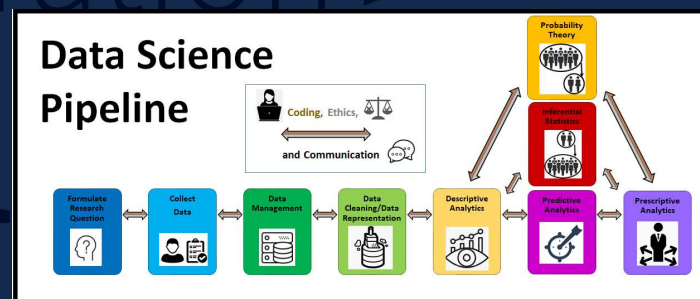 Data Science
Pipeline
Coding, Ethics,
and Communication
Probability
Theory
Inferential
Statistics
Formulate
Research
Question
Collect
Data
Data
Management
Data
Cleaning/Data
Representation
Descriptive
Analytics
Predictive
Analytics
Prescriptive
Analytics